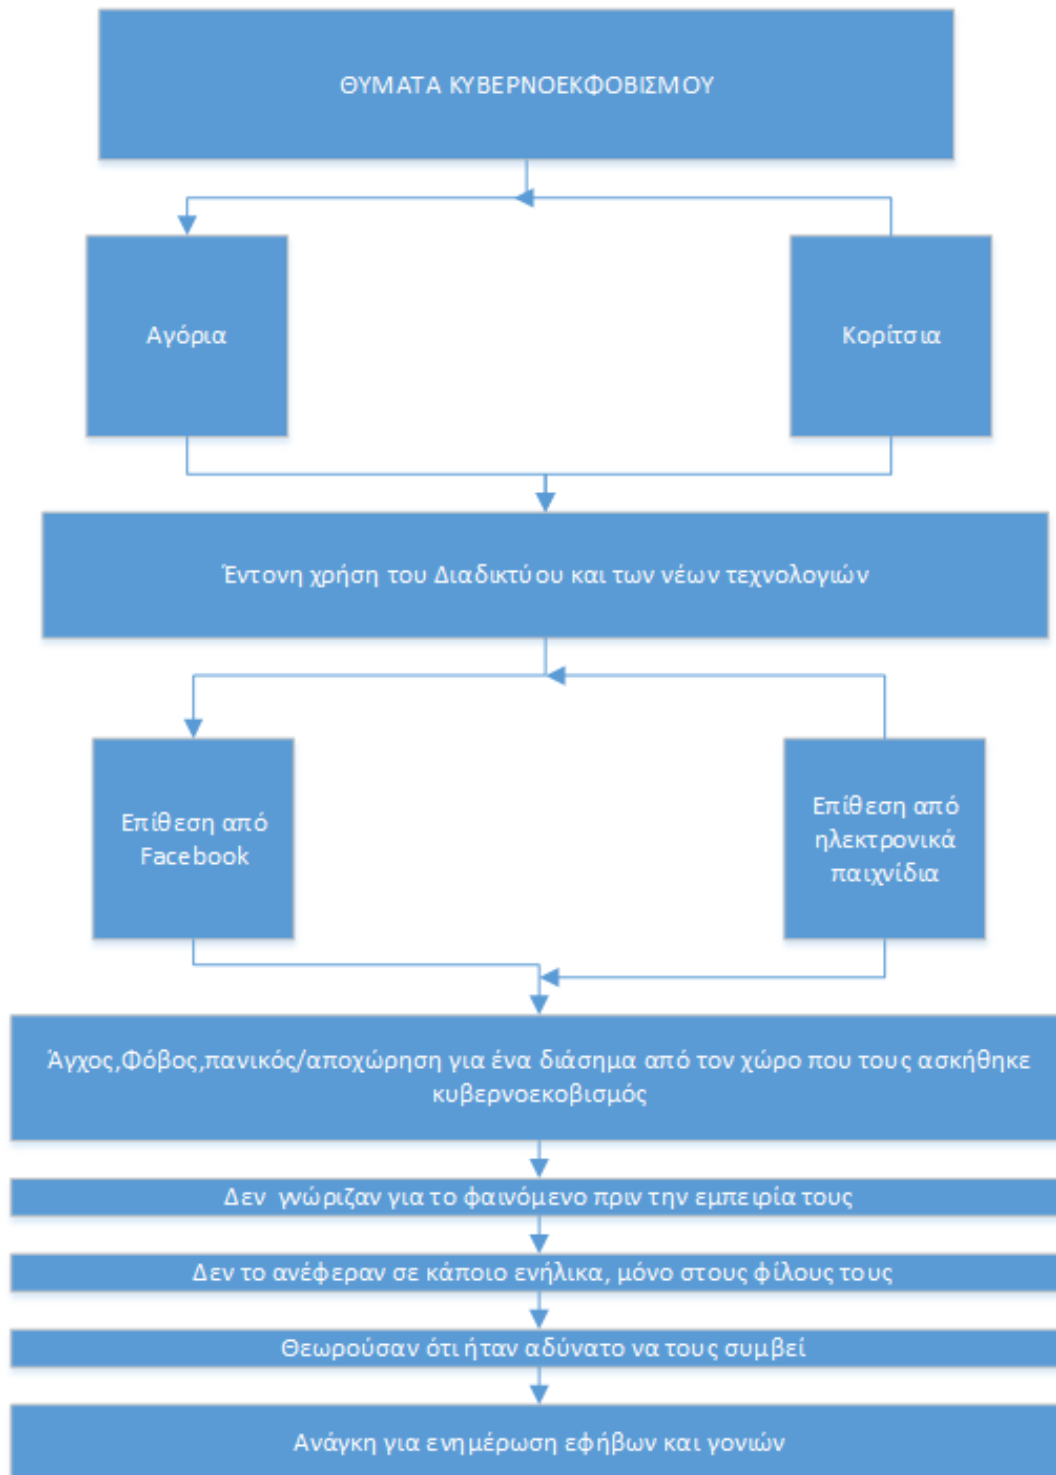 ΘΥΜΑΤΑ ΚΥΒΕΡΝΟΕΚΦΟΒΙΣΜΟΥ
Αγόρια
Κορίτσια
Έντονη χρήση του Διαδικτύου και των νέων τεχνολογιών
Επίθεση από
Facebook
Επίθεση από
ηλεκτρονικά
παιχνίδια
Άγχος,Φόβος,πανικός/αποχώρηση για ένα διάσημα από τον χώρο που τους ασκήθηκε
κυβερνοεκοβισμός
Δεν γνώριζαν για το φαινόμενο πριν την εμπειρία τους
Δεν το ανέφεραν σε κάποιο ενήλικα, μόνο στους φίλους τους
Θεωρούσαν ότι ήταν αδύνατο να τους συμβεί
Ανάγκη για ενημέρωση εφήβων και γονιών